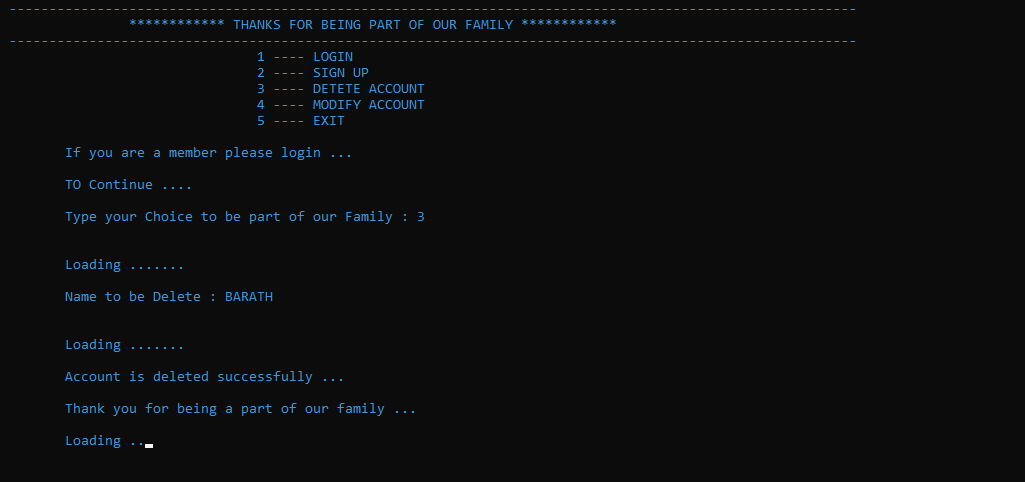 ----------------------------------------------------------------------------------------------------------
************ THANKS FOR BEING PART OF OUR FAMILY ************
----------------------------------------------------------------------------------------------------------
1 ---- LOGIN
2 ---- SIGN UP
3 ---- DETETE ACCOUNT
4 ---- MODIFY ACCOUNT
5 ---- EXIT
If you are a member please login ...
TO Continue ....
Type your Choice to be part of our Family : 3
Loading .......
Name to be Delete : BARATH
Loading .......
Account is deleted successfully ...
Thank you for being a part of our family ...
Loading ..